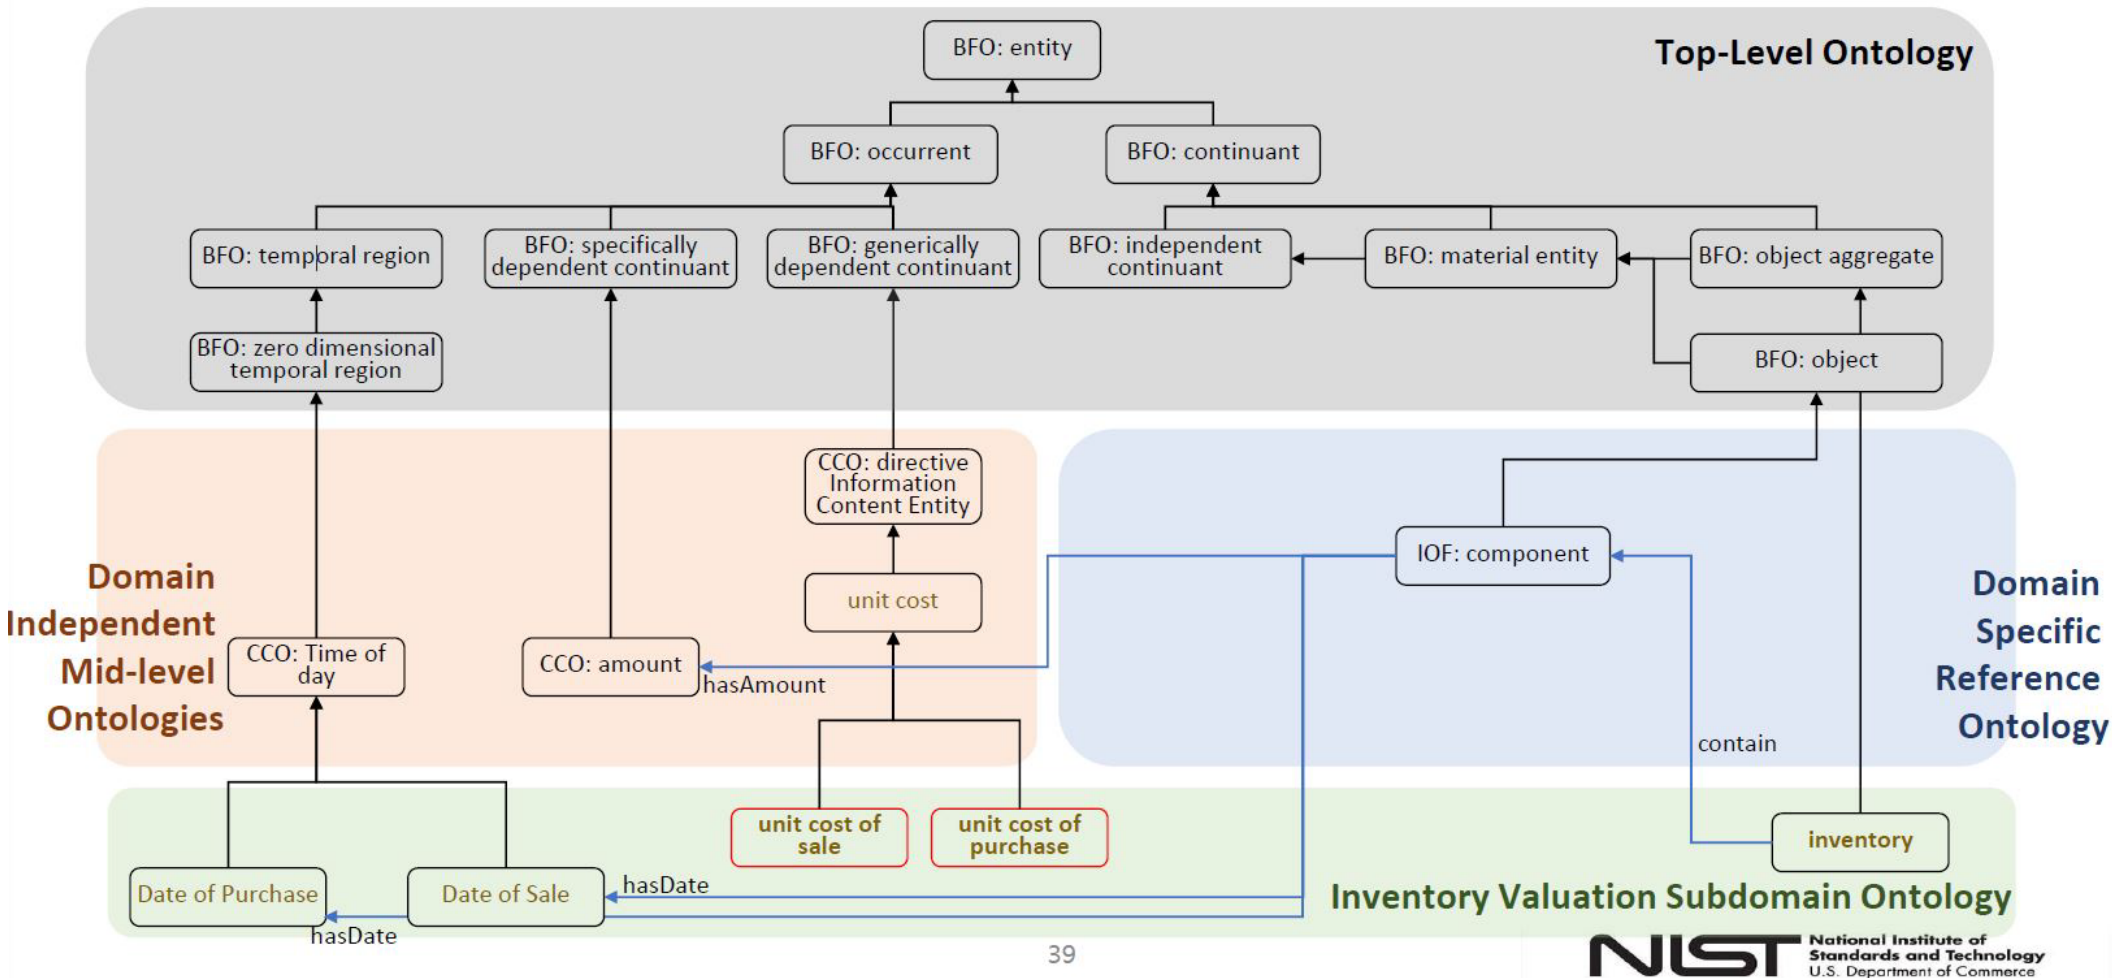 BFO: entity
Top-Level Ontology
BFO: occurrent
BFO: continuant
BFO: temporal region
BFO: specifically
dependent continuant
BFO: generically
dependent continuant
BFO: independent
continuant
BFO: material entity
BFO: object aggregate
BFO: zero dimensional
temporal region
BFO: object
CCO: directive
Information
Content Entity
IOF: component
Domain
Independent
Mid-level
Ontologies
unit cost
Domain
Specific
Reference
Ontology
CCO: Time of
day
CCO: amount
hasAmount
contain
unit cost of
sale
unit cost of
purchase
inventory
Date of Purchase
Date of Sale
hasDate
hasDate
Inventory Valuation Subdomain Ontology
39
NIST
National Institute of
Standards and Technology
U.S. Department of Commerce